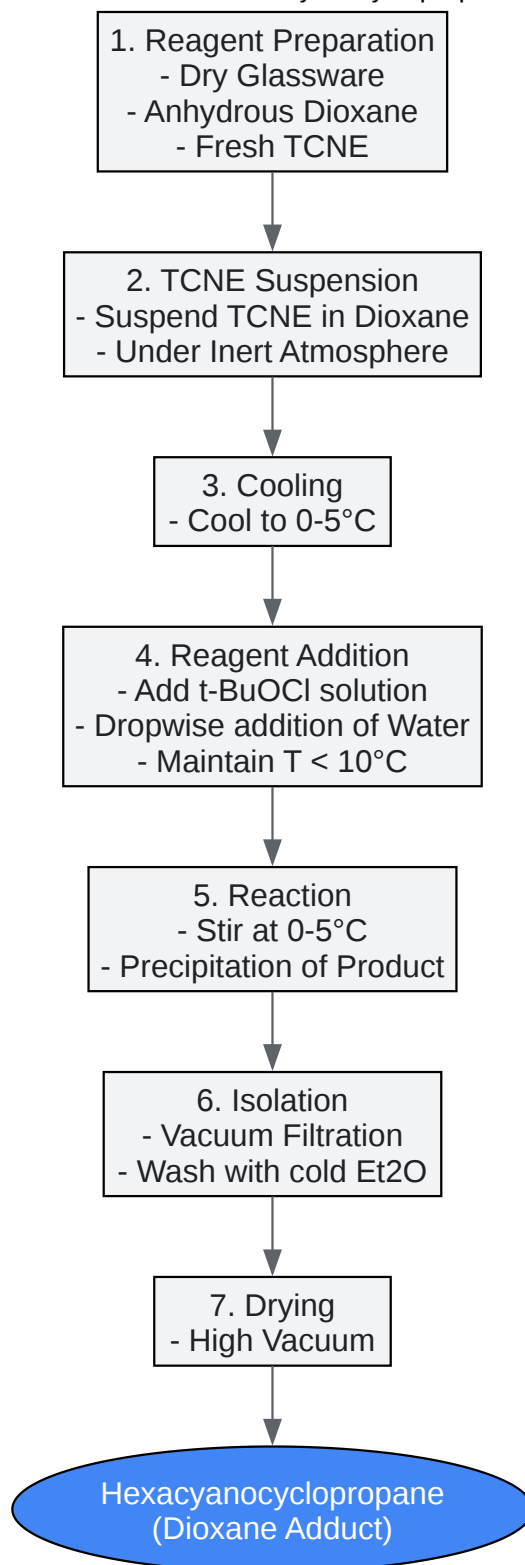 1. Reagent Preparation
- Dry Glassware
- Anhydrous Dioxane
- Fresh TCNE
2. TCNE Suspension
- Suspend TCNE in Dioxane
- Under Inert Atmosphere
3. Cooling
- Cool to 0-5°C
4. Reagent Addition
- Add t-BuOCl solution
- Dropwise addition of Water
- Maintain T < 10°C
5. Reaction
- Stir at 0-5°C
- Precipitation of Product
6. Isolation
- Vacuum Filtration
- Wash with cold Et2O
7. Drying
- High Vacuum
Hexacyanocyclopropane
(Dioxane Adduct)